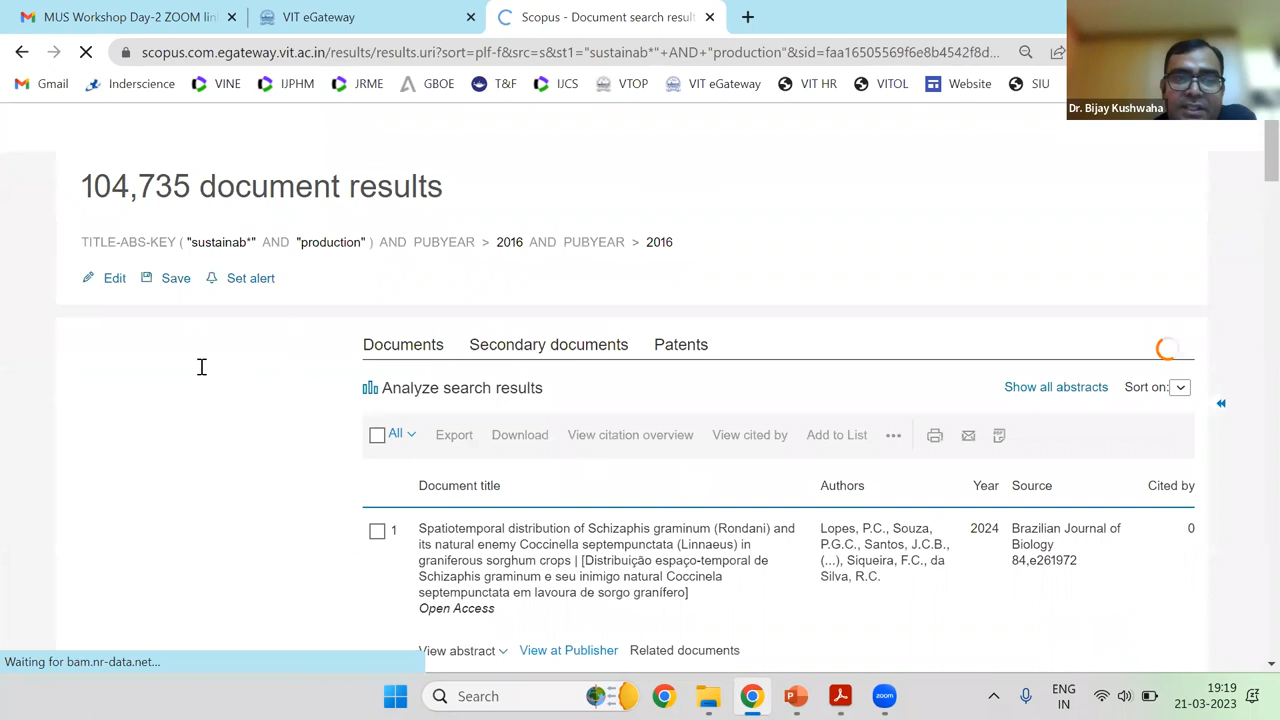 MUS Workshop Day-2 ZOOM lin
VIT eGateway
Scopus - Document search result
scopus.com.egateway.vit.ac.in/results/results.uri?sort=plf-f&src=s&st1="sustainab*"+AND+"production"&sid=faa16505569f6e8b4542f8d...
Gmail
Inderscience
VINE
IJPHM
JRME
GBOE
T&F
IJCS
VTOP
VIT eGateway
VIT HR
VITOL
Website
SIU
Dr. Bijay Kushwaha
104,735 document results
TITLE-ABS-KEY ( "sustainab*" AND "production" ) AND PUBYEAR > 2016 AND PUBYEAR > 2016
Edit Save Set alert
Documents Secondary documents Patents
Analyze search results
Show all abstracts Sort on:
All Export Download View citation overview View cited by Add to List •••
Document title Authors Year Source Cited by
1 Spatiotemporal distribution of Schizaphis graminum (Rondani) and
its natural enemy Coccinella septempunctata (Linnaeus) in
graniferous sorghum crops | [Distribuição espaço-temporal de
Schizaphis graminum e seu inimigo natural Coccinela
septempunctata em lavoura de sorgo granífero]
Open Access
Lopes, P.C., Souza,
P.G.C., Santos, J.C.B.,
(...), Siqueira, F.C., da
Silva, R.C.
2024
Brazilian Journal of
Biology
84,e261972
0
View abstract View at Publisher Related documents
Waiting for bam.nr-data.net...
Search
zoom
ENG
IN
19:19
21-03-2023